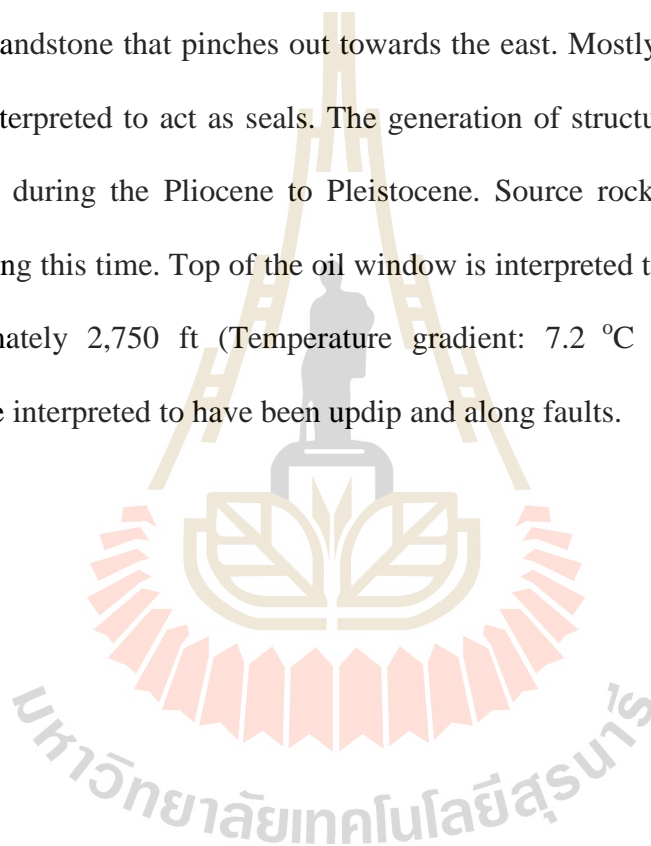 andstone that pinches out towards the east. Mostly
terpreted to act as seals. The generation of structu
during the Pliocene to Pleistocene. Source rock
ng this time. Top of the oil window is interpreted t
nately 2,750 ft (Temperature gradient: 7.2 °C
e interpreted to have been updip and along faults.
มหาวิทยาลัยเทคโนโลยีสุรนารี